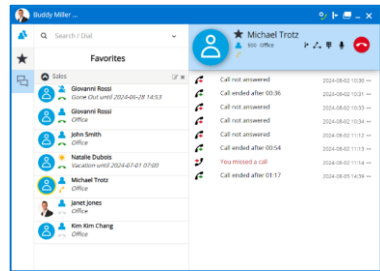 Buddy Miller ...
Search / Dial
Favorites
Sales
Giovanni Rossi
Gone Out until 2024-06-28 14:53
Giovanni Rossi
Office
John Smith
Office
Natalie Dubois
Vacation until 2024-07-01 07:00
Michael Trotz
Office
Janet Jones
Office
Kim Kim Chang
Office
Michael Trotz
Office
Call not answered 2024-08-02 10:30
Call ended after 00:36 2024-08-02 10:31
Call not answered 2024-08-02 10:33
Call not answered 2024-08-02 10:34
Call not answered 2024-08-02 11:12
Call ended after 00:54 2024-08-02 11:13
You missed a call 2024-08-02 11:14
Call ended after 01:17 2024-08-05 14:39